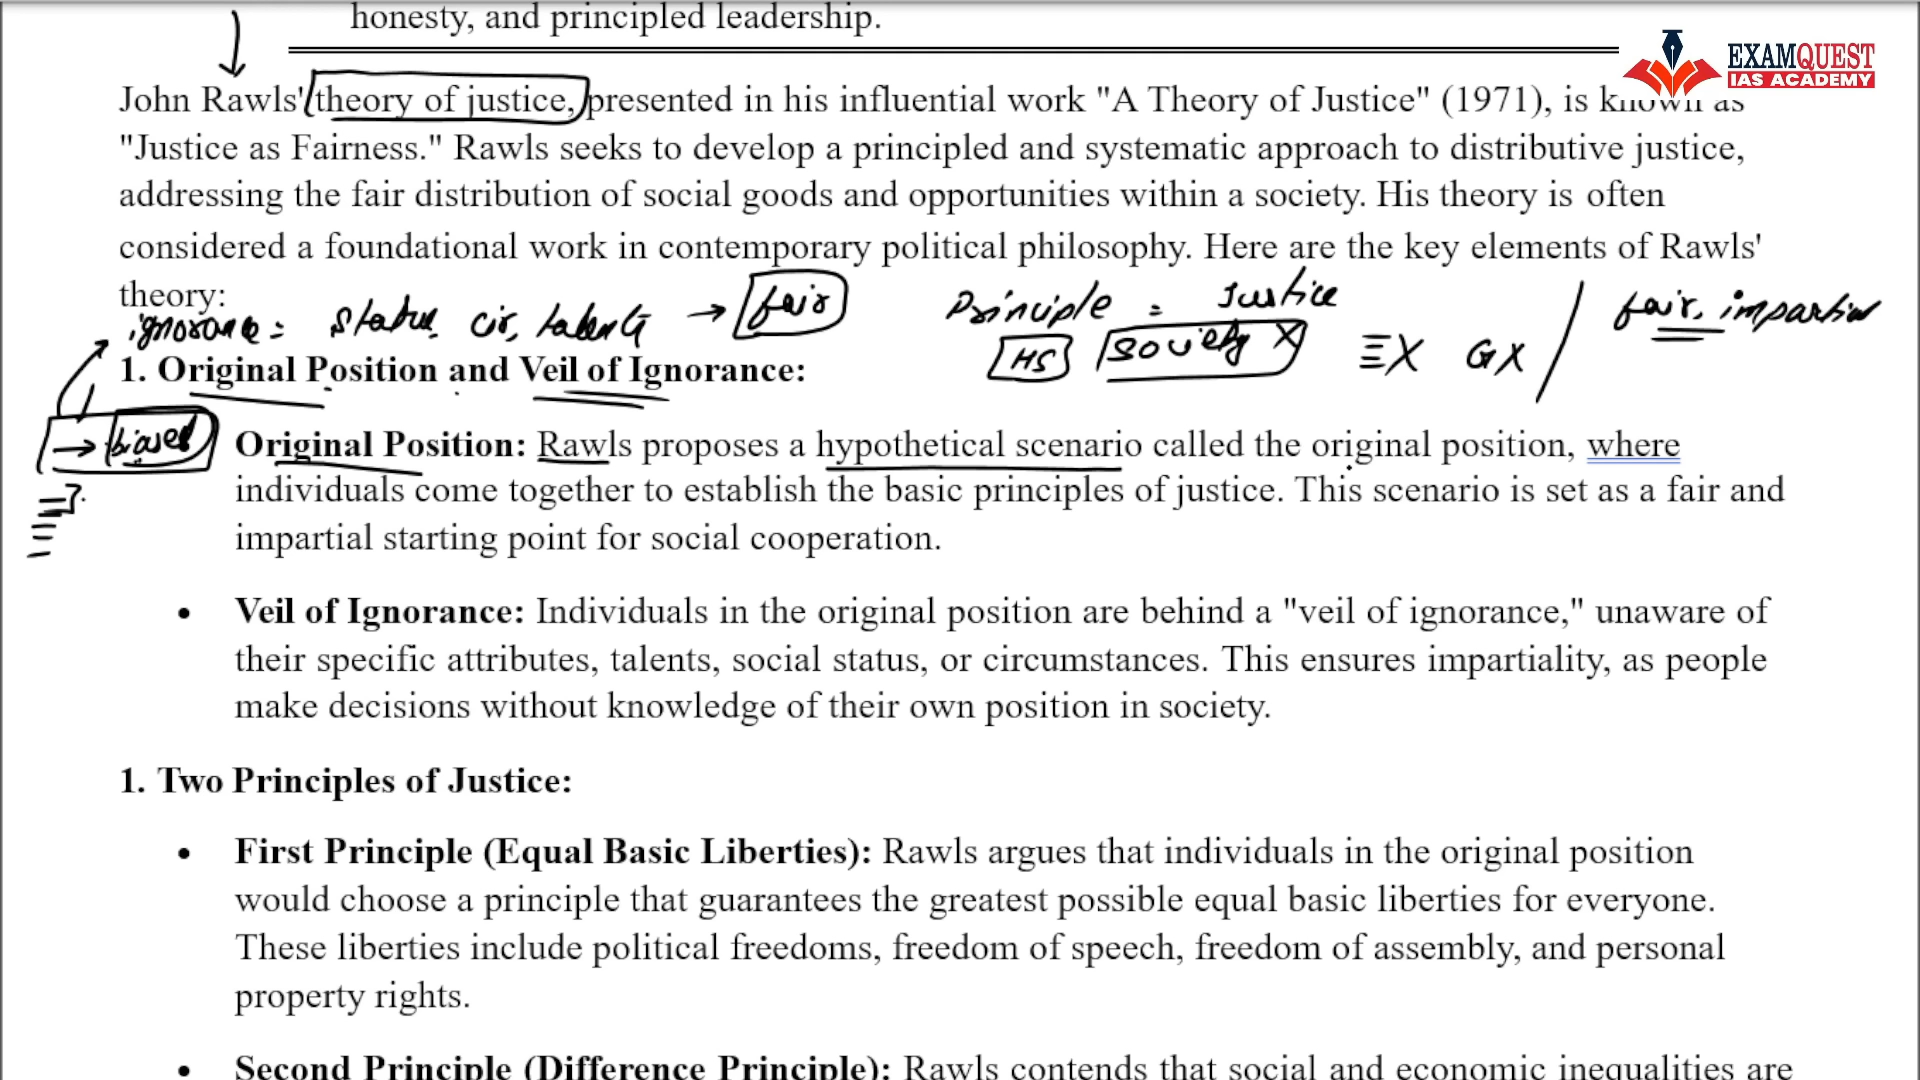 honesty, and principled leadership.
EXAMQUEST
IAS ACADEMY
John Rawls' theory of justice, presented in his influential work "A Theory of Justice" (1971), is known as
"Justice as Fairness." Rawls seeks to develop a principled and systematic approach to distributive justice,
addressing the fair distribution of social goods and opportunities within a society. His theory is often
considered a foundational work in contemporary political philosophy. Here are the key elements of Rawls'
theory:
ignorance = status cir, talents → fair
Principle = Justice
HS society X
EX GX
fair, impartial
1. Original Position and Veil of Ignorance:
→ biased
Original Position: Rawls proposes a hypothetical scenario called the original position, where
individuals come together to establish the basic principles of justice. This scenario is set as a fair and
impartial starting point for social cooperation.
• Veil of Ignorance: Individuals in the original position are behind a "veil of ignorance," unaware of
their specific attributes, talents, social status, or circumstances. This ensures impartiality, as people
make decisions without knowledge of their own position in society.
1. Two Principles of Justice:
• First Principle (Equal Basic Liberties): Rawls argues that individuals in the original position
would choose a principle that guarantees the greatest possible equal basic liberties for everyone.
These liberties include political freedoms, freedom of speech, freedom of assembly, and personal
property rights.
• Second Principle (Difference Principle): Rawls contends that social and economic inequalities are